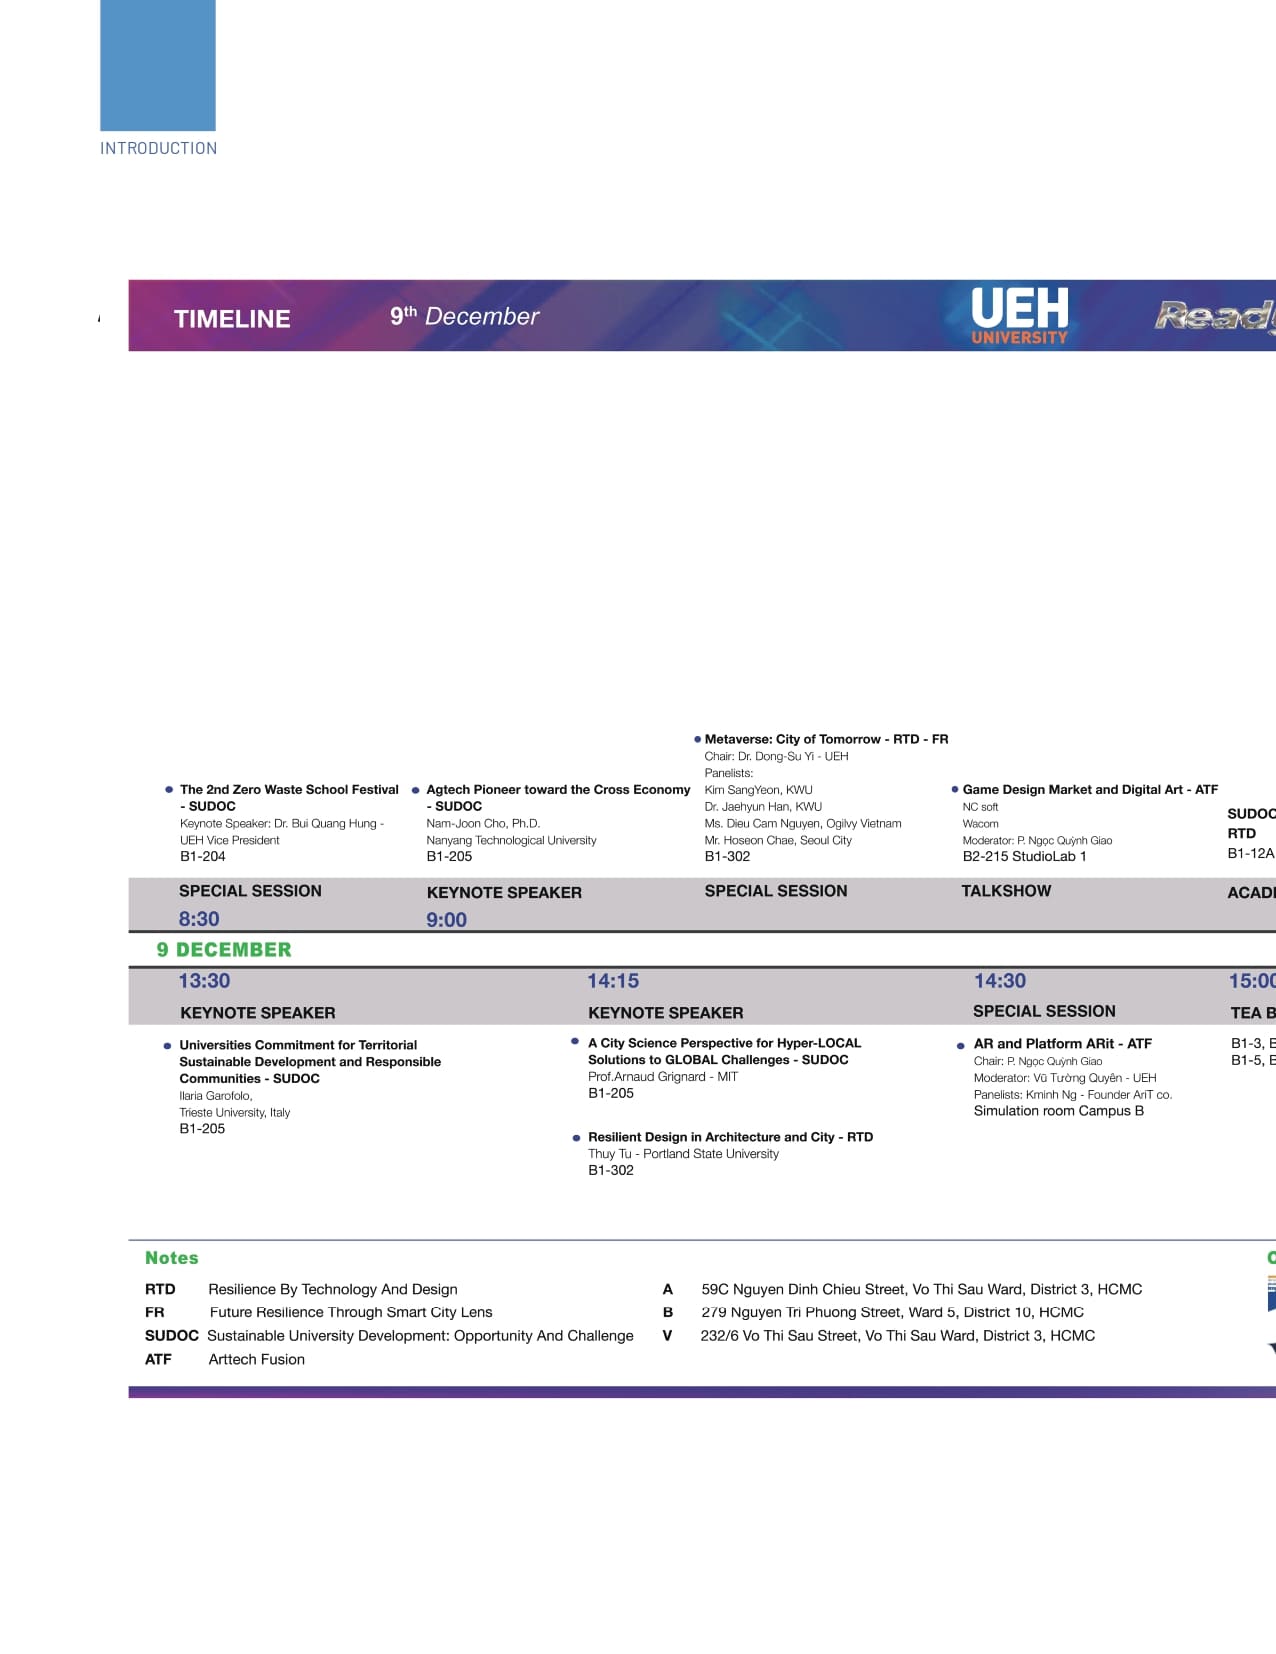 INTRODUCTION
TIMELINE
9th December
UEH
UNIVERSITY
The 2nd Zero Waste School Festival
- SUDOC
Keynote Speaker: Dr. Bui Quang Hung -
UEH Vice President
B1-204
Agtech Pioneer toward the Cross Economy
- SUDOC
Nam-Joon Cho, Ph.D.
Nanyang Technological University
B1-205
Metaverse: City of Tomorrow - RTD - FR
Chair: Dr. Dong-Su Yi - UEH
Panelists:
Kim SangYeon, KWU
Dr. Jaehyun Han, KWU
Ms. Dieu Cam Nguyen, Ogilvy Vietnam
Mr. Hoseon Chae, Seoul City
B1-302
Game Design Market and Digital Art - ATF
NC soft
Wacom
Moderator: P. Ngọc Quỳnh Giao
B2-215 StudioLab 1
SUDOC
RTD
B1-12A
SPECIAL SESSION
8:30
KEYNOTE SPEAKER
9:00
SPECIAL SESSION
TALKSHOW
9 DECEMBER
13:30
KEYNOTE SPEAKER
Universities Commitment for Territorial
Sustainable Development and Responsible
Communities - SUDOC
Ilaria Garofolo,
Trieste University, Italy
B1-205
14:15
KEYNOTE SPEAKER
A City Science Perspective for Hyper-LOCAL
Solutions to GLOBAL Challenges - SUDOC
Prof.Arnaud Grignard - MIT
B1-205
Resilient Design in Architecture and City - RTD
Thuy Tu - Portland State University
B1-302
14:30
SPECIAL SESSION
AR and Platform ARit - ATF
Chair: P. Ngọc Quỳnh Giao
Moderator: Vũ Tường Quyên - UEH
Panelists: Kminh Ng - Founder AriT co.
Simulation room Campus B
15:00
TEA B
B1-3, B
B1-5, B
Notes
RTD Resilience By Technology And Design
FR Future Resilience Through Smart City Lens
SUDOC Sustainable University Development: Opportunity And Challenge
ATF Arttech Fusion
A 59C Nguyen Dinh Chieu Street, Vo Thi Sau Ward, District 3, HCMC
B 279 Nguyen Tri Phuong Street, Ward 5, District 10, HCMC
V 232/6 Vo Thi Sau Street, Vo Thi Sau Ward, District 3, HCMC